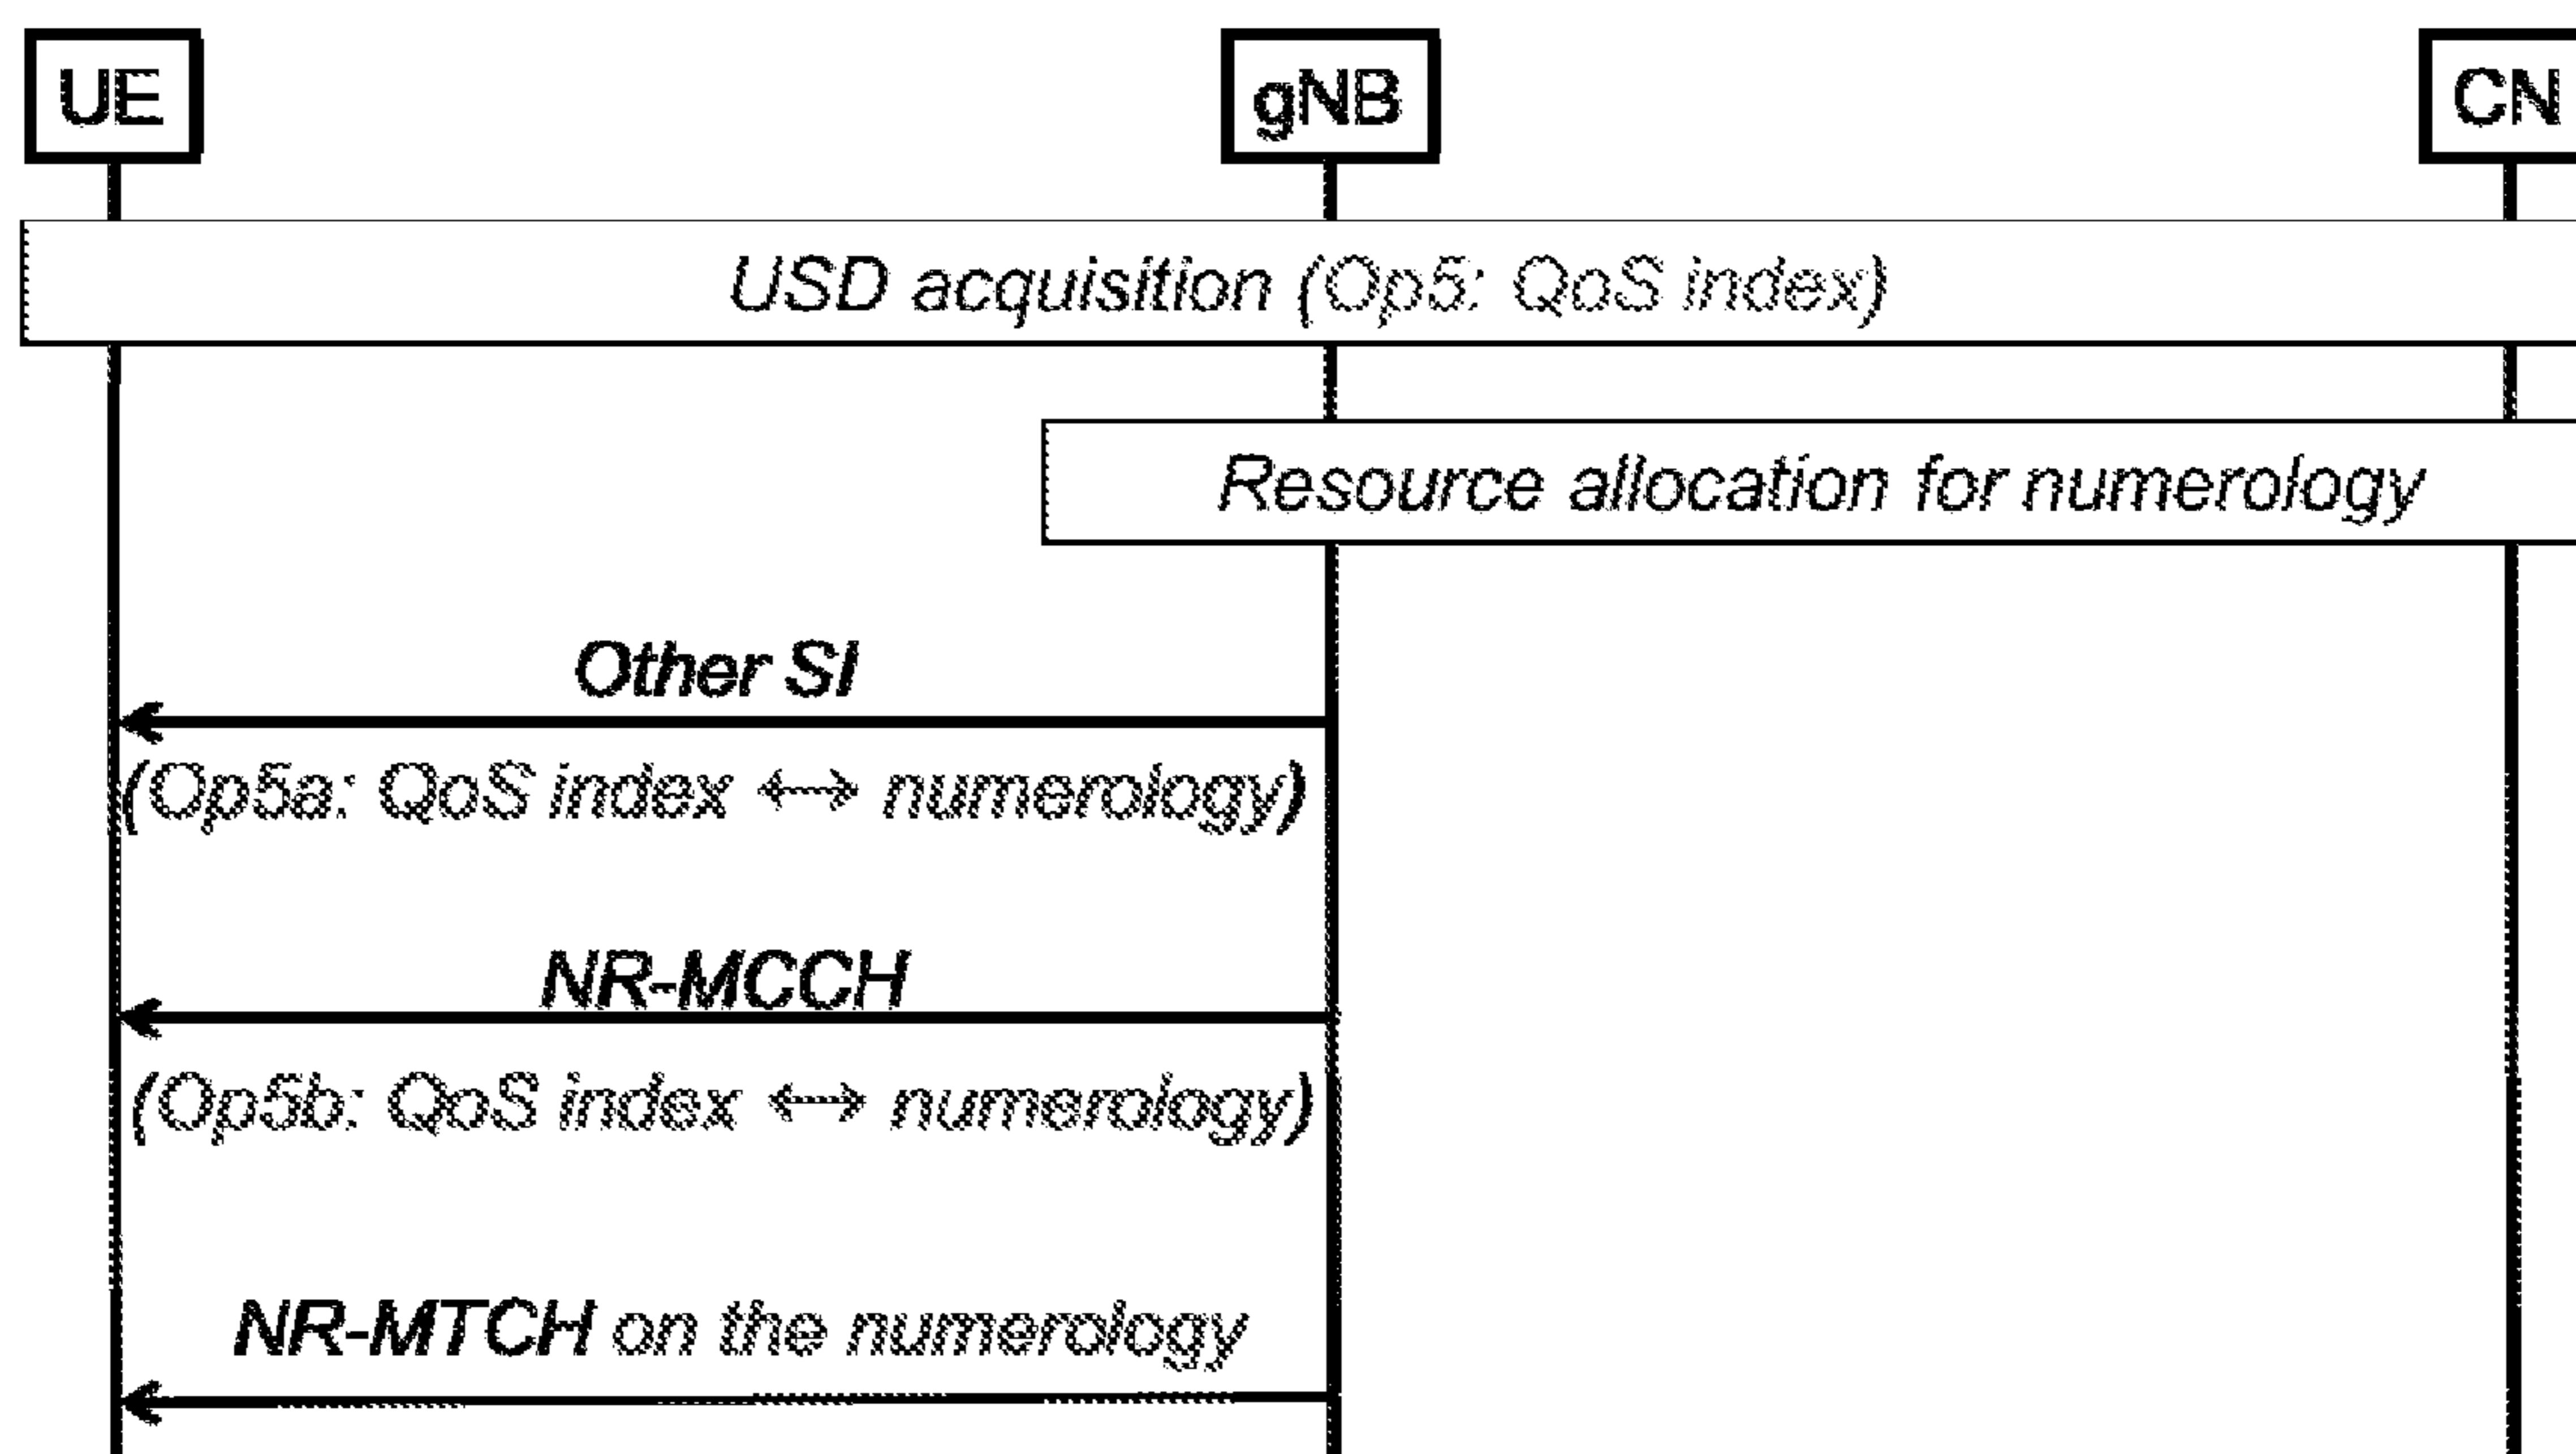 UE gNB CN
USD acquisition (Op5: QoS index)
Resource allocation for numerology
Other SI
(Op5a: QoS index ↔ numerology)
NR-MCCH
(Op5b: QoS index ↔ numerology)
NR-MTCH on the numerology